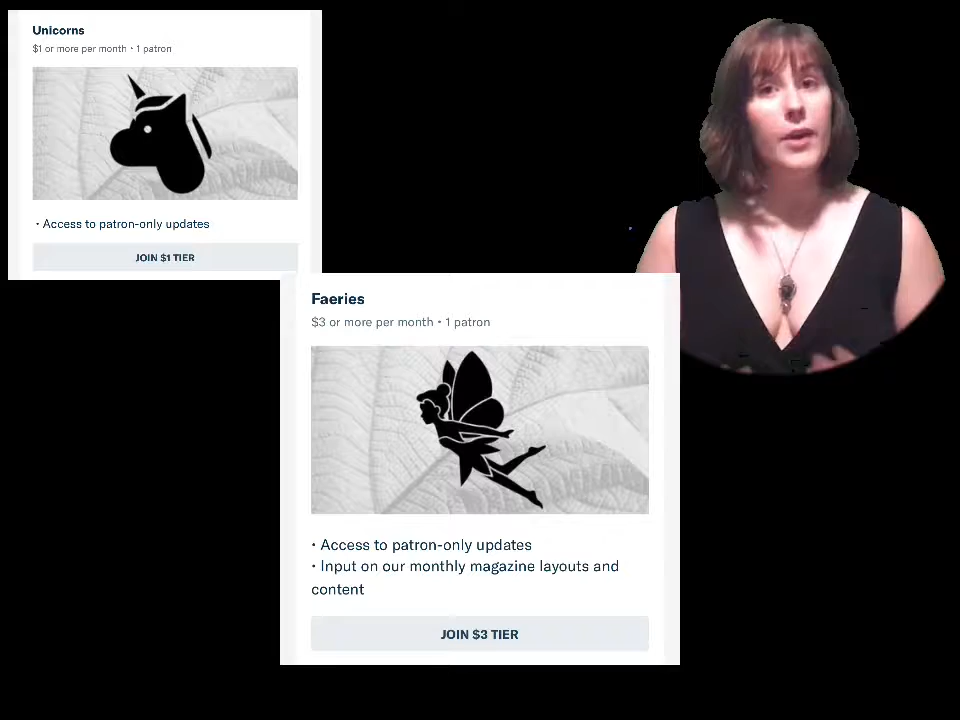 Unicorns
$1 or more per month • 1 patron
• Access to patron-only updates
JOIN $1 TIER
Faeries
$3 or more per month • 1 patron
• Access to patron-only updates
• Input on our monthly magazine layouts and
content
JOIN $3 TIER